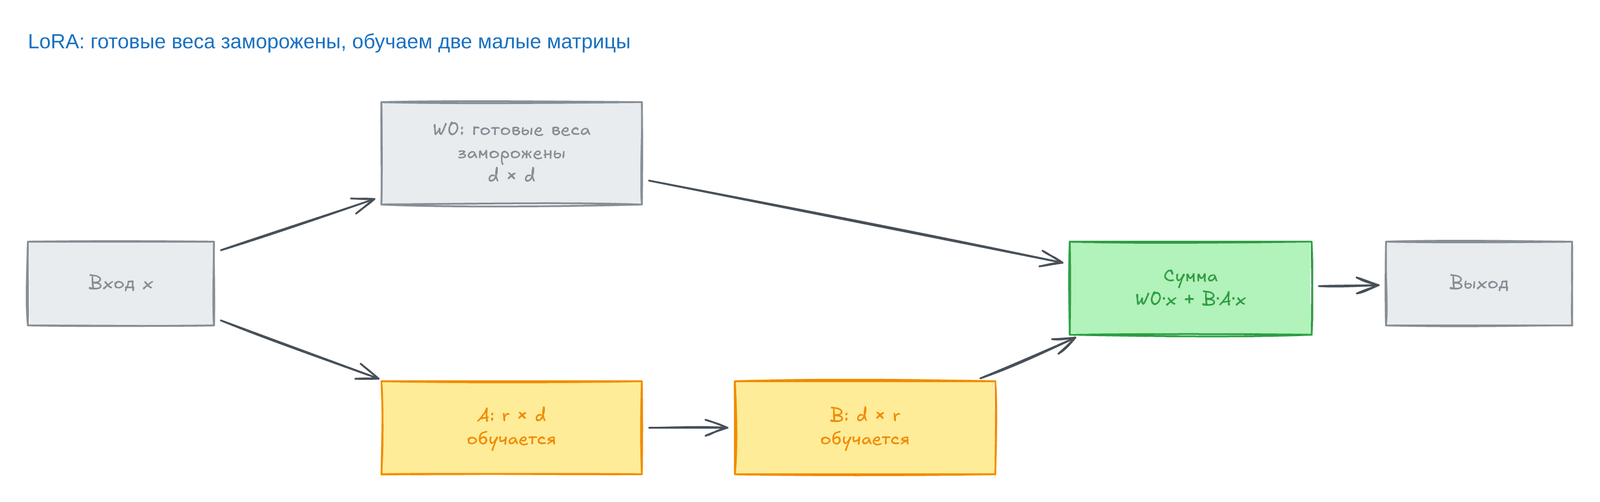 LoRA: готовые веса заморожены, обучаем две малые матрицы
W0: готовые веса
заморожены
d × d
Вход x
Сумма
W0·x + B·A·x
Выход
A: r × d
обучается
B: d × r
обучается